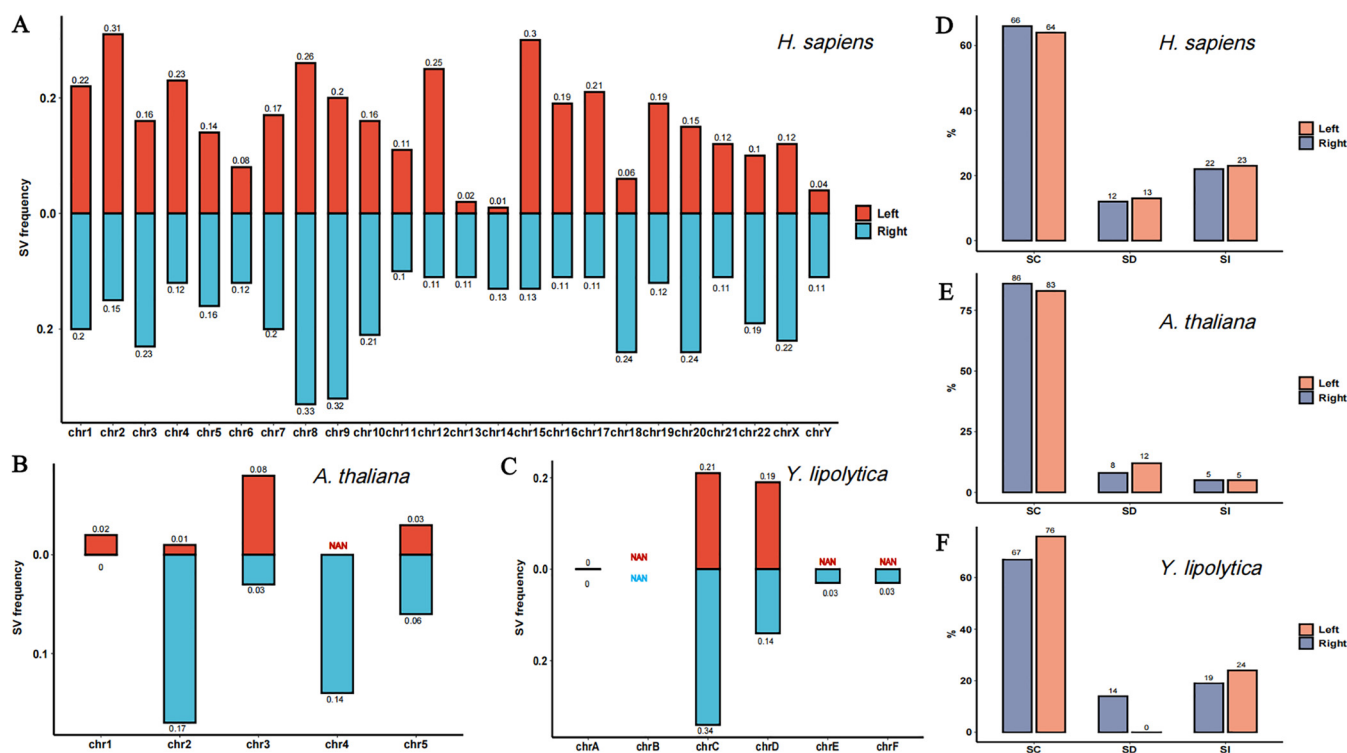 A
H. sapiens
SV frequency
0.2
0.0
0.2
0.22 0.31 0.16 0.23 0.14 0.08 0.17 0.26 0.2 0.16 0.11 0.25 0.02 0.01 0.3 0.19 0.21 0.06 0.19 0.15 0.12 0.1 0.12 0.04
0.2 0.15 0.23 0.12 0.16 0.12 0.2 0.33 0.32 0.21 0.1 0.11 0.11 0.13 0.13 0.11 0.11 0.24 0.12 0.24 0.11 0.19 0.22 0.11
Left
Right
chr1 chr2 chr3 chr4 chr5 chr6 chr7 chr8 chr9 chr10 chr11 chr12 chr13 chr14 chr15 chr16 chr17 chr18 chr19 chr20 chr21 chr22 chrX chrY
B
A. thaliana
SV frequency
0.0
0.1
0.02 0.01 0.08 NAN 0.03
0 0.17 0.03 0.14 0.06
chr1 chr2 chr3 chr4 chr5
C
Y. lipolytica
SV frequency
0.2
0.0
0.2
0 NAN 0.21 0.19 NAN NAN
0 NAN 0.34 0.14 0.03 0.03
chrA chrB chrC chrD chrE chrF
Left
Right
D
H. sapiens
%
60
40
20
0
66 64 12 13 22 23
Left
Right
SC SD SI
E
A. thaliana
%
75
50
25
0
86 83 8 12 5 5
Left
Right
SC SD SI
F
Y. lipolytica
%
60
40
20
0
67 76 14 0 19 24
Left
Right
SC SD SI